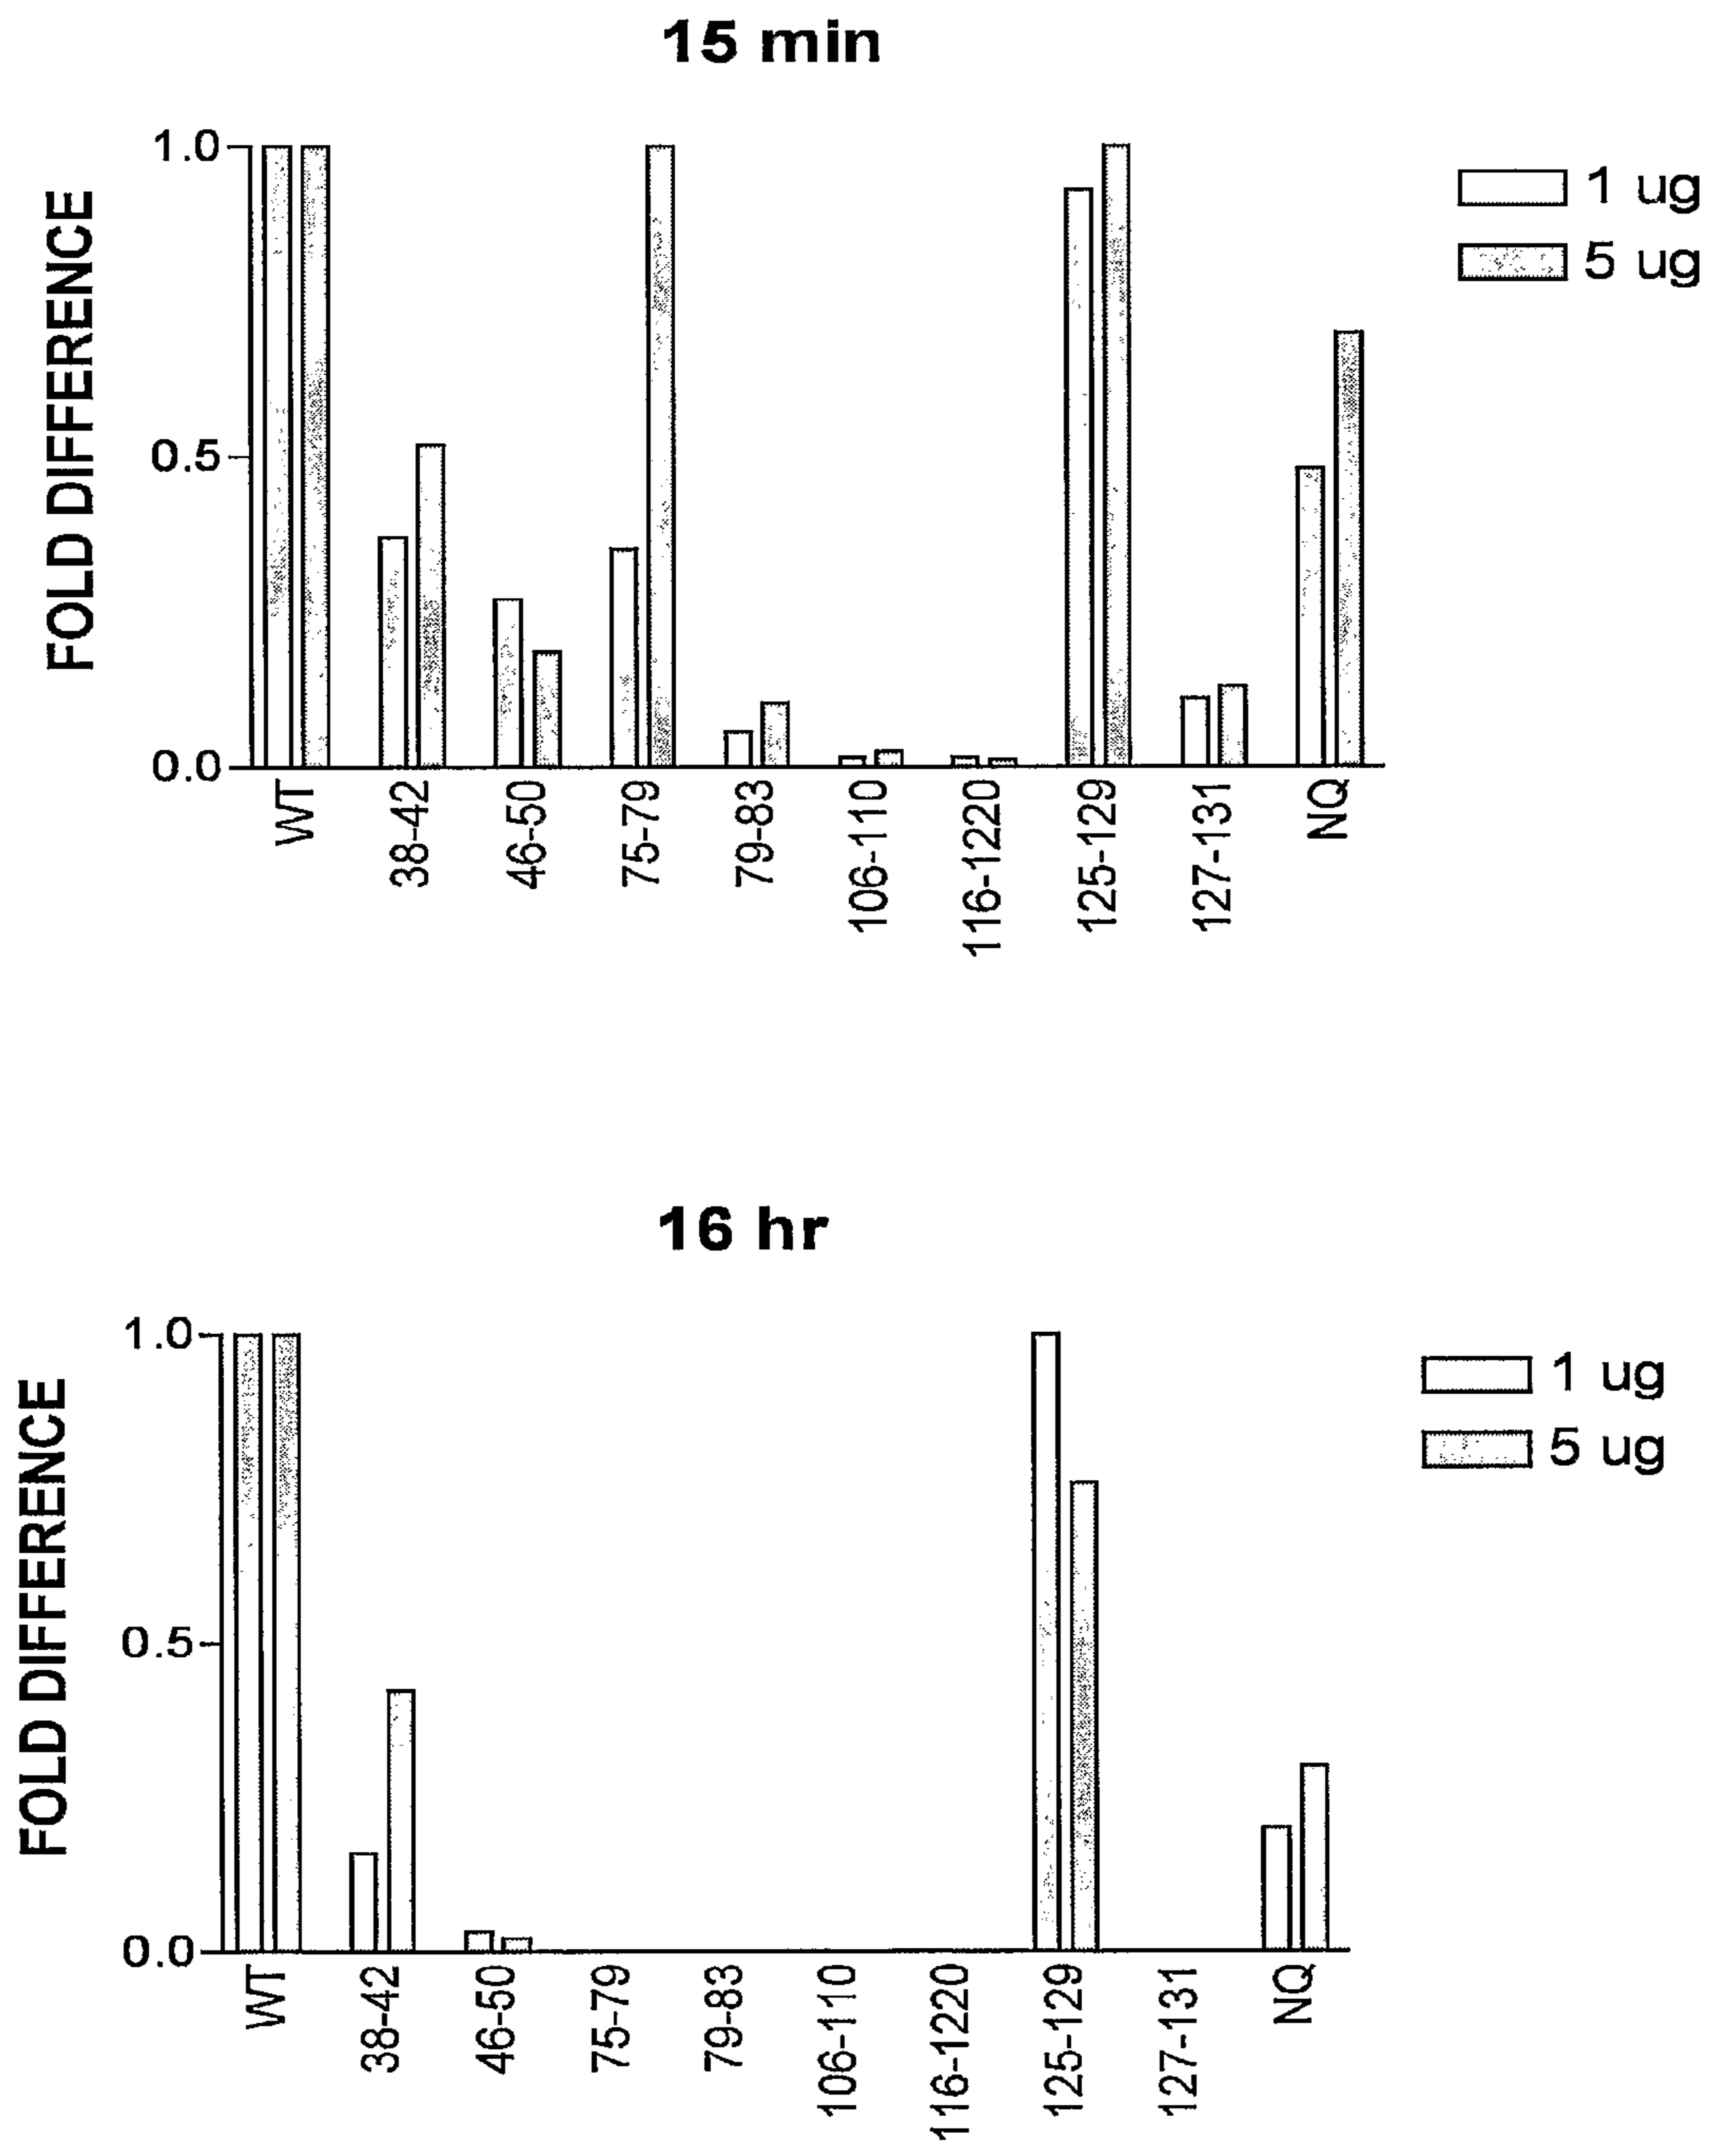 15 min
FOLD DIFFERENCE
1.0
0.5
0.0
1 ug
5 ug
WT
38-42
46-50
75-79
79-83
106-110
116-1220
125-129
127-131
NQ
16 hr
FOLD DIFFERENCE
1.0
0.5
0.0
1 ug
5 ug
WT
38-42
46-50
75-79
79-83
106-110
116-1220
125-129
127-131
NQ